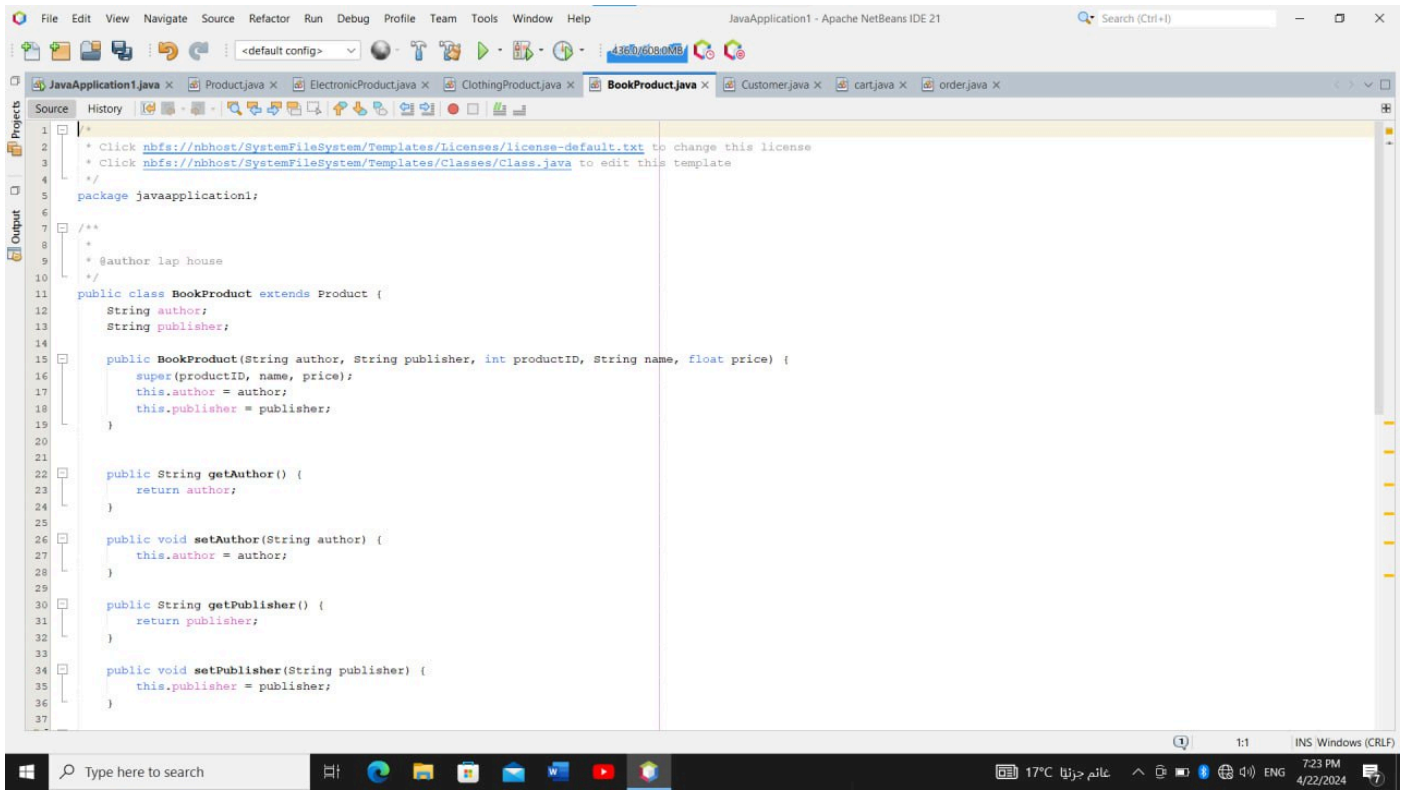 File Edit View Navigate Source Refactor Run Debug Profile Team Tools Window Help JavaApplication1 - Apache NetBeans IDE 21 Search (Ctrl+I)
<default config> 436.0/608.0MB
JavaApplication1.java Product.java ElectronicProduct.java ClothingProduct.java BookProduct.java Customer.java cart.java order.java
Projects
Output
Source History
1 /*
2 * Click nbfs://nbhost/SystemFileSystem/Templates/Licenses/license-default.txt to change this license
3 * Click nbfs://nbhost/SystemFileSystem/Templates/Classes/Class.java to edit this template
4 */
5 package javaapplication1;
6
7 /**
8 *
9 * @author lap house
10 */
11 public class BookProduct extends Product {
12 String author;
13 String publisher;
14
15 public BookProduct(String author, String publisher, int productID, String name, float price) {
16 super(productID, name, price);
17 this.author = author;
18 this.publisher = publisher;
19 }
20
21
22 public String getAuthor() {
23 return author;
24 }
25
26 public void setAuthor(String author) {
27 this.author = author;
28 }
29
30 public String getPublisher() {
31 return publisher;
32 }
33
34 public void setPublisher(String publisher) {
35 this.publisher = publisher;
36 }
37
1 1:1 INS Windows (CRLF)
Type here to search 17°C غائم جزئيًا ENG 7:23 PM
4/22/2024 7